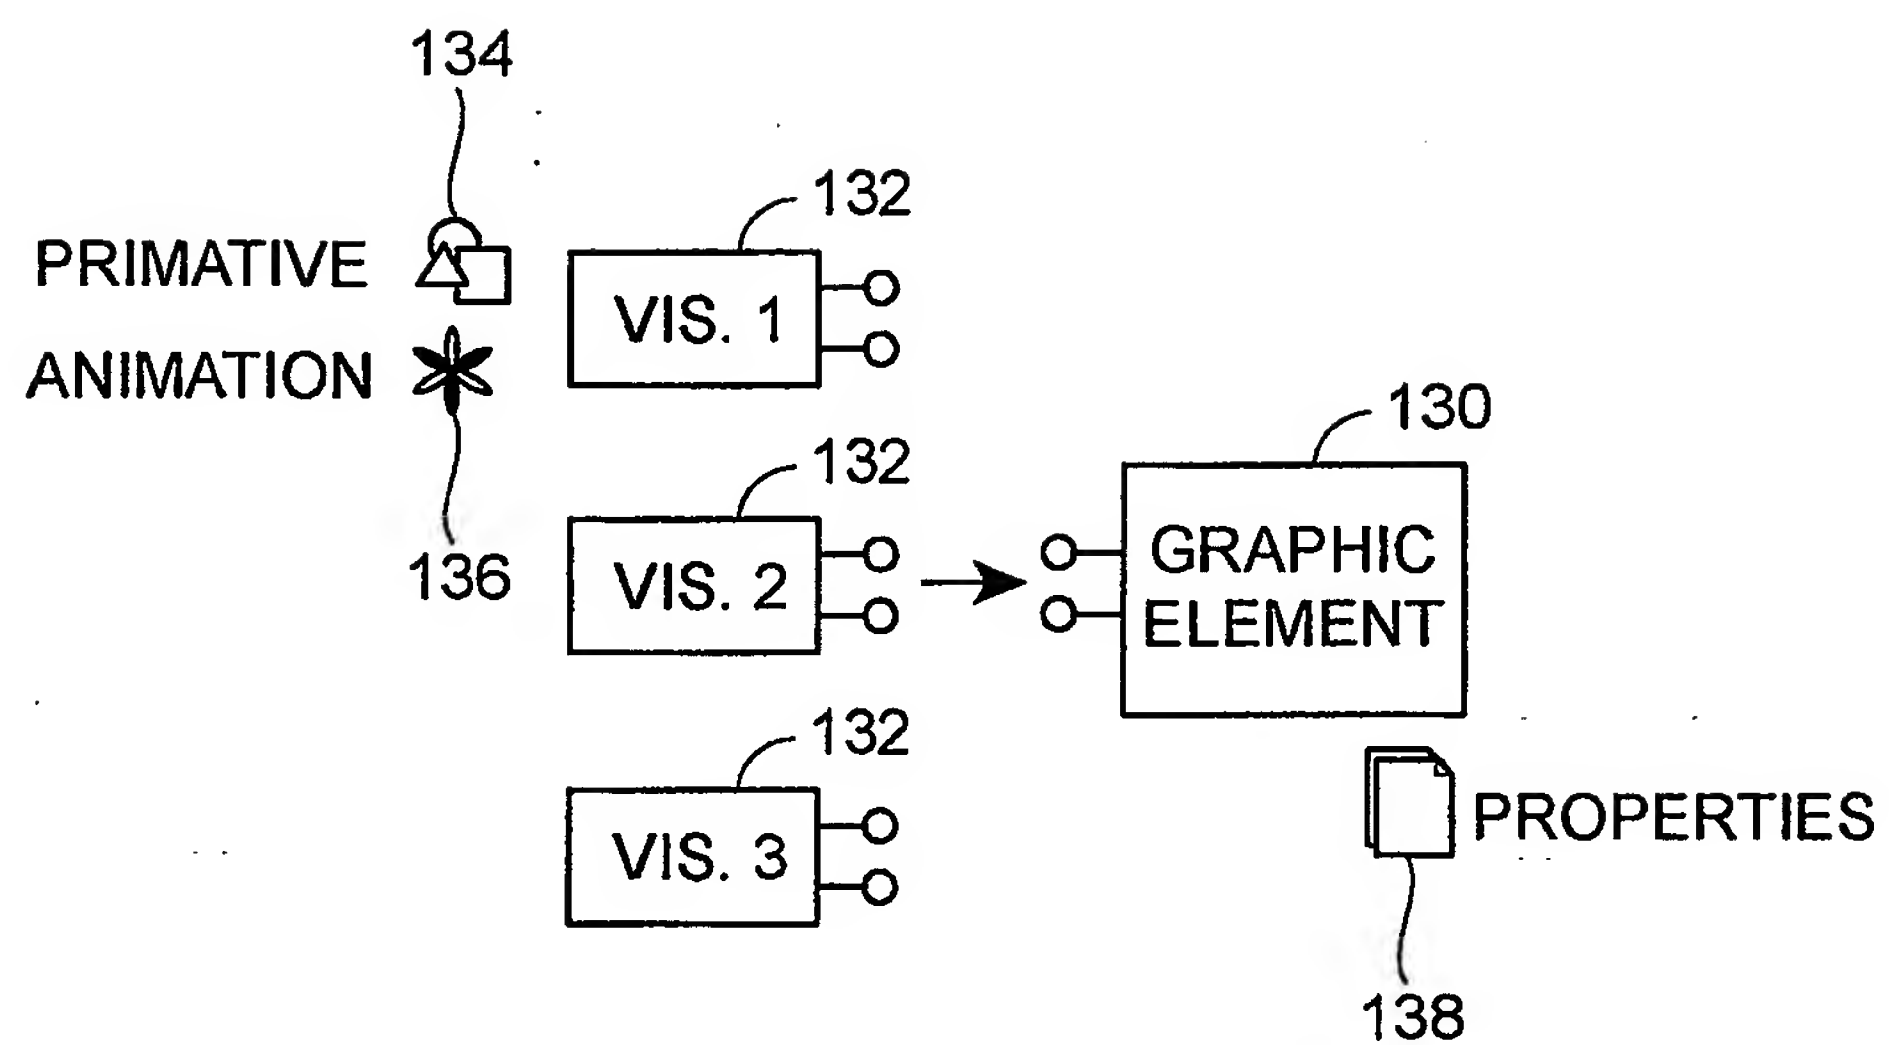 134
132
PRIMATIVE
VIS. 1
ANIMATION
130
132
136
VIS. 2
GRAPHIC
ELEMENT
132
PROPERTIES
VIS. 3
138